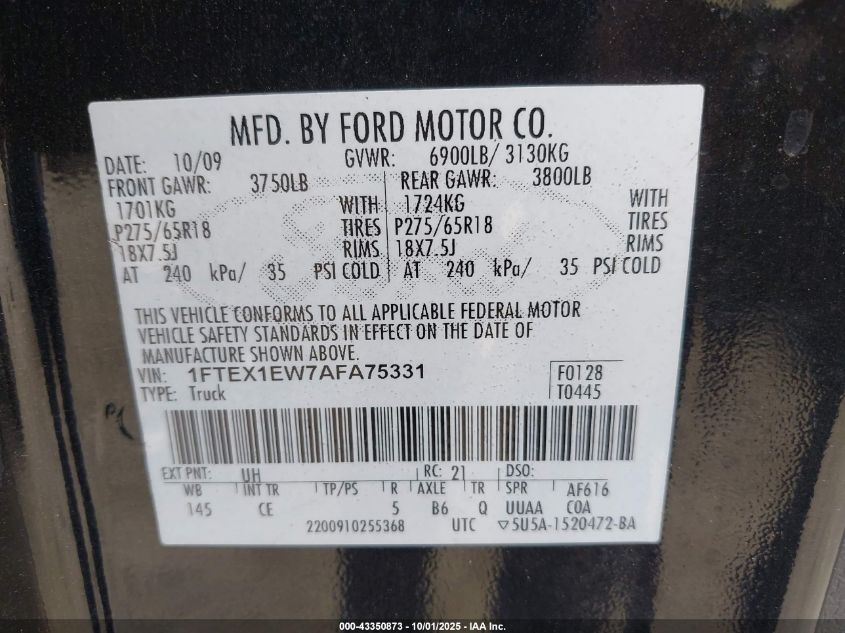 MFD. BY FORD MOTOR CO.
DATE: 10/09 GVWR: 6900LB/ 3130KG
FRONT GAWR: 3750LB REAR GAWR: 3800LB
1701KG WITH 1724KG WITH
P275/65R18 TIRES P275/65R18 TIRES
18X7.5J RIMS 18X7.5J RIMS
AT 240 kPa/ 35 PSI COLD AT 240 kPa/ 35 PSI COLD
THIS VEHICLE CONFORMS TO ALL APPLICABLE FEDERAL MOTOR
VEHICLE SAFETY STANDARDS IN EFFECT ON THE DATE OF
MANUFACTURE SHOWN ABOVE.
VIN: 1FTEX1EW7AFA75331 F0128
TYPE: Truck T0445
EXT PNT: UH RC: 21 DSO:
WB INT TR TP/PS R AXLE TR SPR AF616
145 CE 5 B6 Q UUAA COA
2200910255368 UTC ▽5U5A-1520472-BA
000-43350873 - 10/01/2025 - IAA Inc.